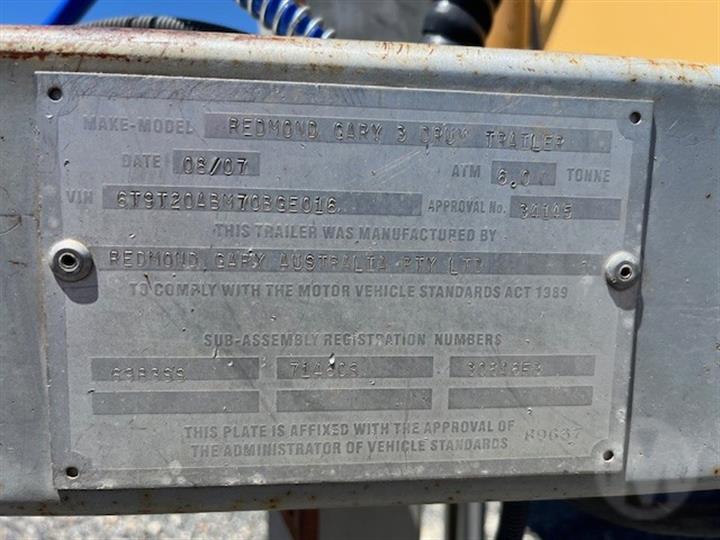 MAKE-MODEL REDMOND GARY 3 DRUM TRAILER
DATE 08/07 ATM 6.0 TONNE
VIN 6T9T20ABM70BGE016 APPROVAL No. 34145
THIS TRAILER WAS MANUFACTURED BY
REDMOND GARY AUSTRALIA PTY LTD
TO COMPLY WITH THE MOTOR VEHICLE STANDARDS ACT 1989
SUB-ASSEMBLY REGISTRATION NUMBERS
THIS PLATE IS AFFIXED WITH THE APPROVAL OF
THE ADMINISTRATOR OF VEHICLE STANDARDS 89637